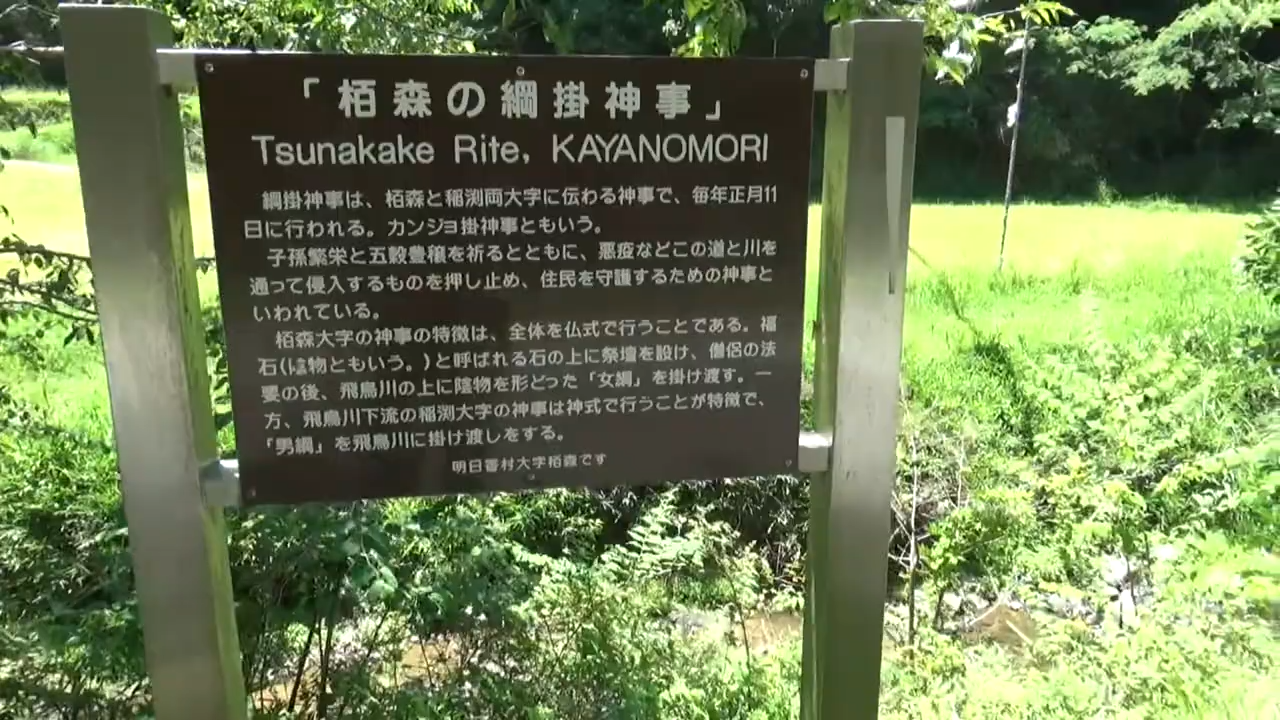 「栢森の綱掛神事」
Tsunakake Rite, KAYANOMORI
綱掛神事は、栢森と稲渕両大字に伝わる神事で、毎年正月11
日に行われる。カンジョ掛神事ともいう。
子孫繁栄と五穀豊穣を祈るとともに、悪疫などこの道と川を
通って侵入するものを押し止め、住民を守護するための神事と
いわれている。
栢森大字の神事の特徴は、全体を仏式で行うことである。福
石(陰物ともいう。)と呼ばれる石の上に祭壇を設け、僧侶の法
要の後、飛鳥川の上に陰物を形どった「女綱」を掛け渡す。一
方、飛鳥川下流の稲渕大字の神事は神式で行うことが特徴で、
「男綱」を飛鳥川に掛け渡しをする。
明日香村大字栢森です